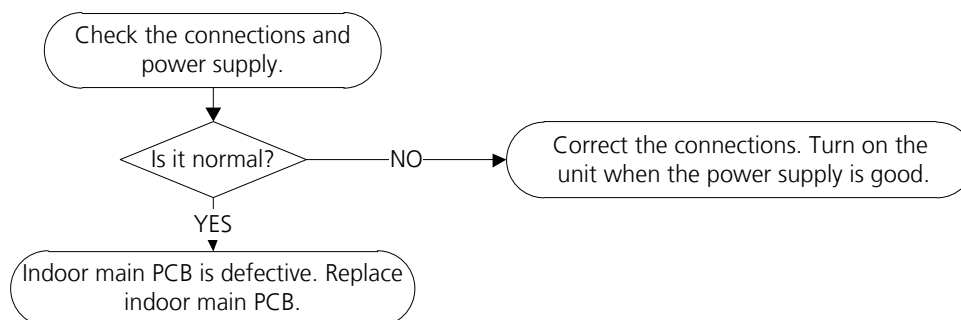 Check the connections and
power supply.
Is it normal?
NO
Correct the connections. Turn on the
unit when the power supply is good.
YES
Indoor main PCB is defective. Replace
indoor main PCB.